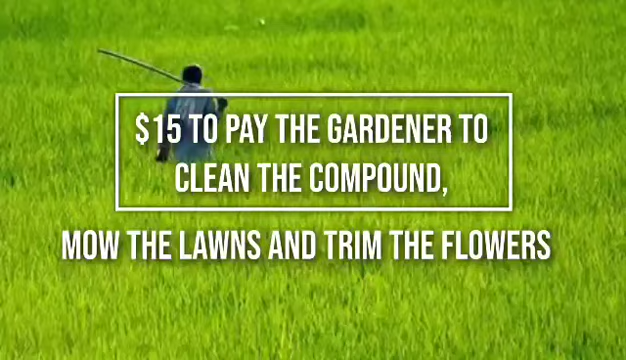 $15 TO PAY THE GARDENER TO
CLEAN THE COMPOUND,
MOW THE LAWNS AND TRIM THE FLOWERS